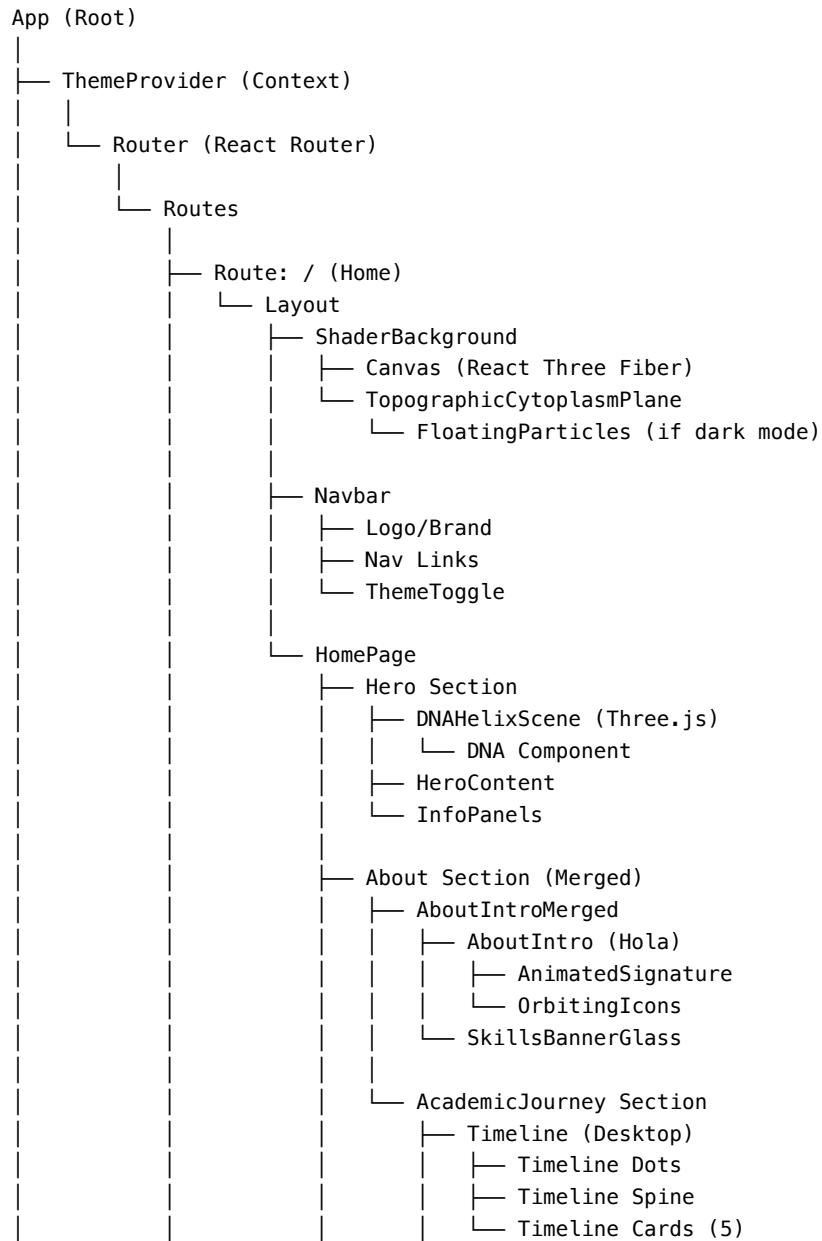 App (Root)
│
├── ThemeProvider (Context)
│   │
│   └── Router (React Router)
│       │
│       └── Routes
│           │
│           ├── Route: / (Home)
│           │   └── Layout
│           │       ├── ShaderBackground
│           │       │   ├── Canvas (React Three Fiber)
│           │       │   └── TopographicCytoplasmPlane
│           │       │       └── FloatingParticles (if dark mode)
│           │       │
│           │       ├── Navbar
│           │       │   ├── Logo/Brand
│           │       │   ├── Nav Links
│           │       │   └── ThemeToggle
│           │       │
│           │       └── HomePage
│           │           ├── Hero Section
│           │           │   ├── DNAHelixScene (Three.js)
│           │           │   │   └── DNA Component
│           │           │   ├── HeroContent
│           │           │   └── InfoPanels
│           │           │
│           │           ├── About Section (Merged)
│           │           │   ├── AboutIntroMerged
│           │           │   │   ├── AboutIntro (Hola)
│           │           │   │   │   ├── AnimatedSignature
│           │           │   │   │   └── OrbitingIcons
│           │           │   │   └── SkillsBannerGlass
│           │           │   │
│           │           │   └── AcademicJourney Section
│           │           │       ├── Timeline (Desktop)
│           │           │       │   ├── Timeline Dots
│           │           │       │   ├── Timeline Spine
│           │           │       │   └── Timeline Cards (5)